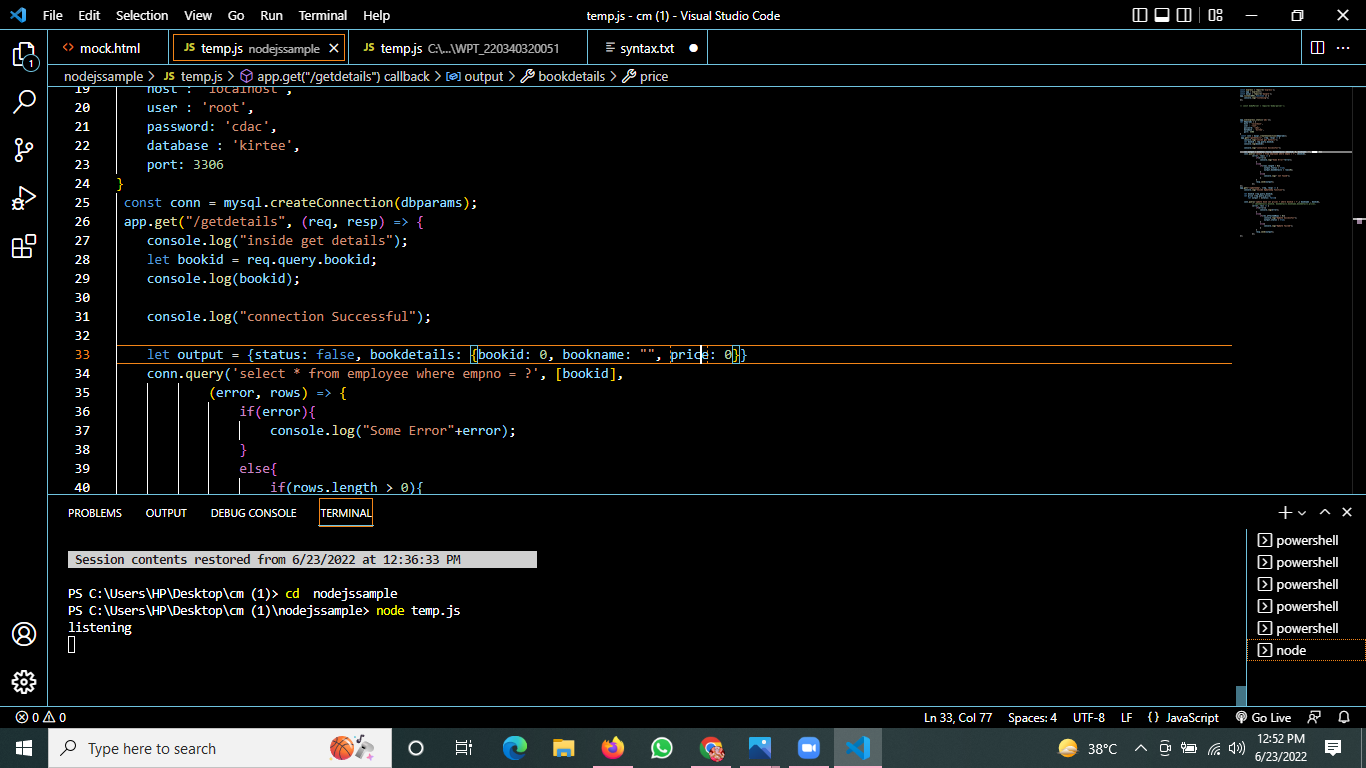 File Edit Selection View Go Run Terminal Help temp.js - cm (1) - Visual Studio Code
mock.html JS temp.js nodejssample JS temp.js C:\...\WPT_220340320051 syntax.txt
1
nodejssample > JS temp.js > app.get("/getdetails") callback > output > bookdetails > price
19 host : 'localhost',
20 user : 'root',
21 password: 'cdac',
22 database : 'kirtee',
23 port: 3306
24 }
25 const conn = mysql.createConnection(dbparams);
26 app.get("/getdetails", (req, resp) => {
27 console.log("inside get details");
28 let bookid = req.query.bookid;
29 console.log(bookid);
30
31 console.log("connection Successful");
32
33 let output = {status: false, bookdetails: {bookid: 0, bookname: "", price: 0}}
34 conn.query('select * from employee where empno = ?', [bookid],
35 (error, rows) => {
36 if(error){
37 console.log("Some Error"+error);
38 }
39 else{
40 if(rows.length > 0){
PROBLEMS OUTPUT DEBUG CONSOLE TERMINAL
Session contents restored from 6/23/2022 at 12:36:33 PM
PS C:\Users\HP\Desktop\cm (1)> cd  nodejssample
PS C:\Users\HP\Desktop\cm (1)\nodejssample> node temp.js
listening
powershell
powershell
powershell
powershell
powershell
node
0 0 Ln 33, Col 77 Spaces: 4 UTF-8 LF {} JavaScript Go Live
Type here to search 38°C 12:52 PM
6/23/2022